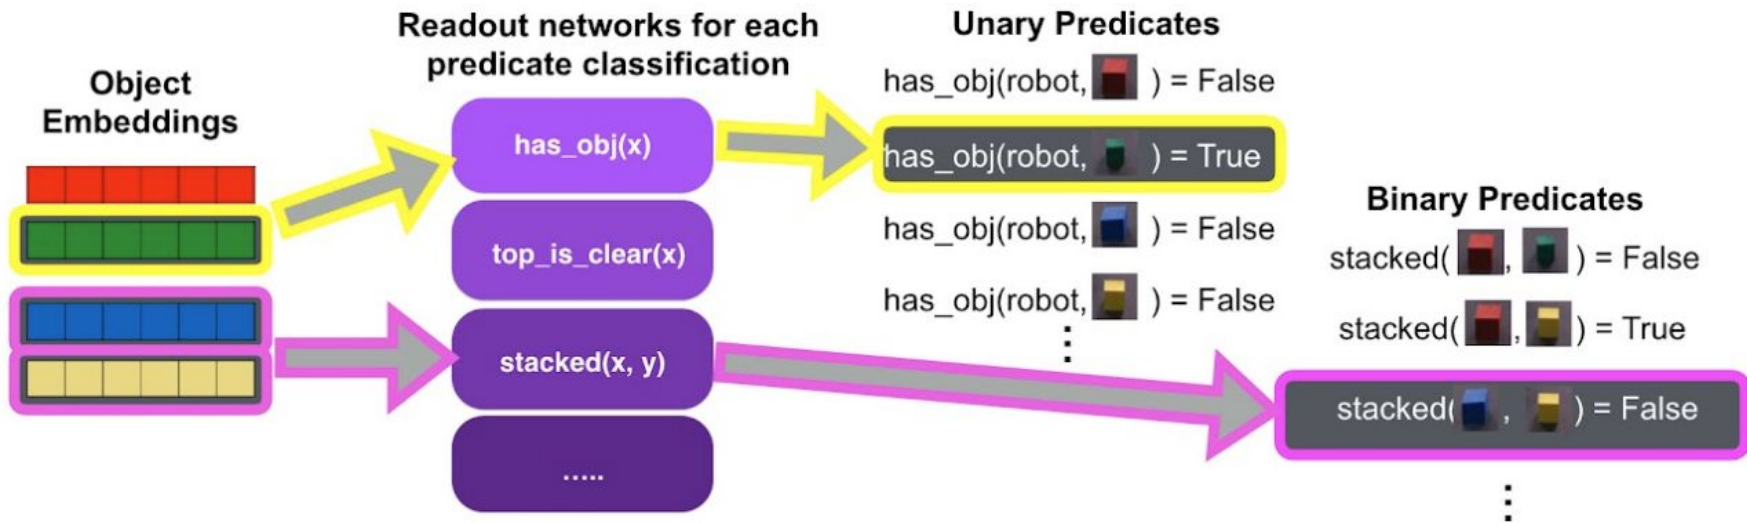 Object
Embeddings
Readout networks for each
predicate classification
has_obj(x)
top_is_clear(x)
stacked(x, y)
.....
Unary Predicates
has_obj(robot, ) = False
has_obj(robot, ) = True
has_obj(robot, ) = False
has_obj(robot, ) = False
⋮
Binary Predicates
stacked( , ) = False
stacked( , ) = True
stacked( , ) = False
⋮